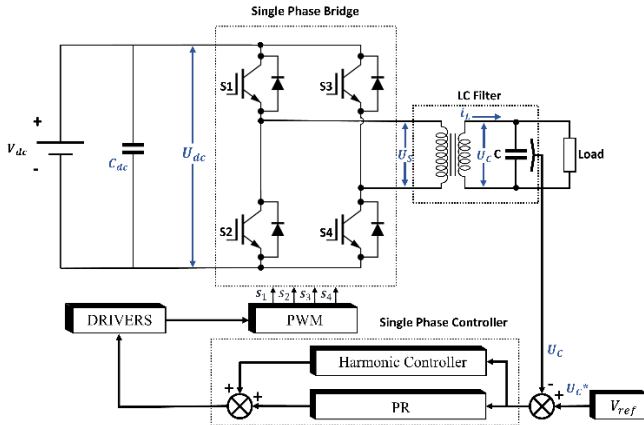 Single Phase Bridge
S1
S3
LC Filter
i_L
+
V_dc
-
C_dc
U_dc
U_S
U_C
C
Load
S2
S4
s_1 s_2 s_3 s_4
DRIVERS
PWM
Single Phase Controller
U_C
Harmonic Controller
+
+
PR
-
+
U_C*
V_ref